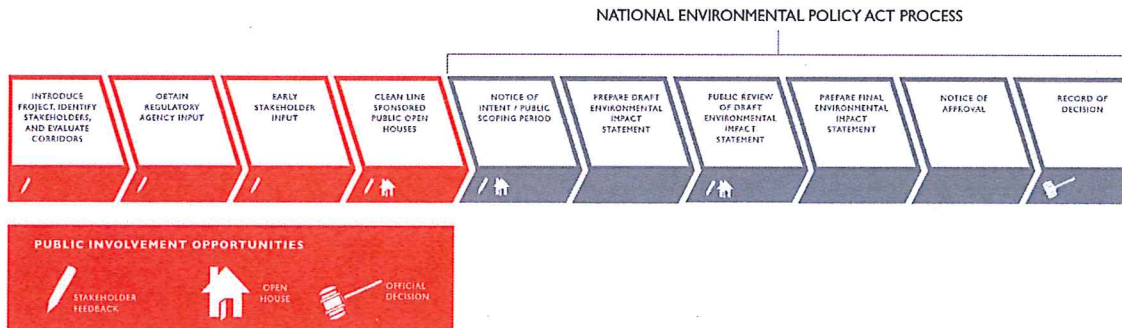 NATIONAL ENVIRONMENTAL POLICY ACT PROCESS
INTRODUCE
PROJECT, IDENTIFY
STAKEHOLDERS,
AND EVALUATE
CORRIDORS
OBTAIN
REGULATORY
AGENCY INPUT
EARLY
STAKEHOLDER
INPUT
CLEAN LINE
SPONSORED
PUBLIC OPEN
HOUSES
NOTICE OF
INTENT / PUBLIC
SCOPING PERIOD
PREPARE DRAFT
ENVIRONMENTAL
IMPACT
STATEMENT
PUBLIC REVIEW
OF DRAFT
ENVIRONMENTAL
IMPACT
STATEMENT
PREPARE FINAL
ENVIRONMENTAL
IMPACT
STATEMENT
NOTICE OF
APPROVAL
RECORD OF
DECISION
PUBLIC INVOLVEMENT OPPORTUNITIES
STAKEHOLDER
FEEDBACK
OPEN
HOUSE
OFFICIAL
DECISION